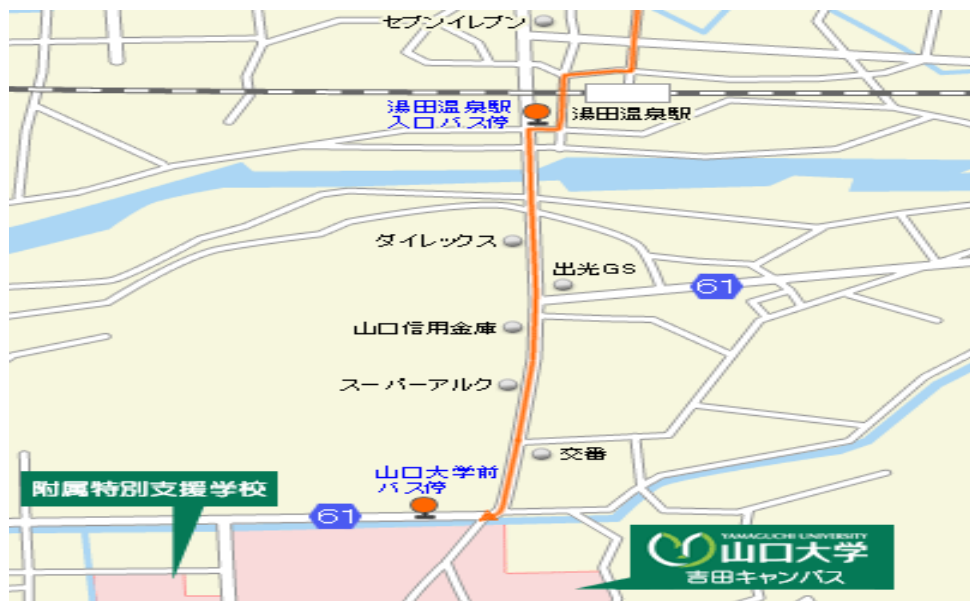 セブンイレブン
湯田温泉駅
入口バス停
湯田温泉駅
ダイレックス
出光GS
61
山口信用金庫
スーパーアルク
交番
山口大学前
バス停
附属特別支援学校
61
YAMAGUCHI UNIVERSITY
山口大学
吉田キャンパス